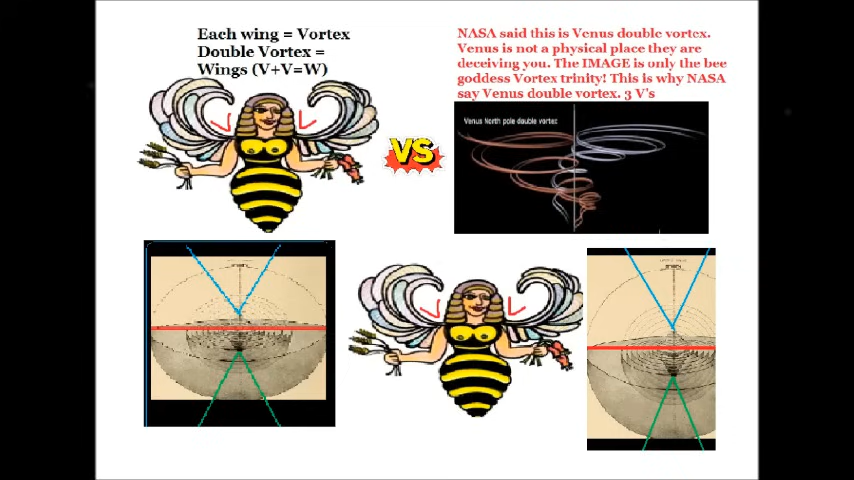 Each wing = Vortex
Double Vortex =
Wings (V+V=W)
NASA said this is Venus double vortex.
Venus is not a physical place they are
deceiving you. The IMAGE is only the bee
goddess Vortex trinity! This is why NASA
say Venus double vortex. 3 V's
VS
Venus North pole double vortex